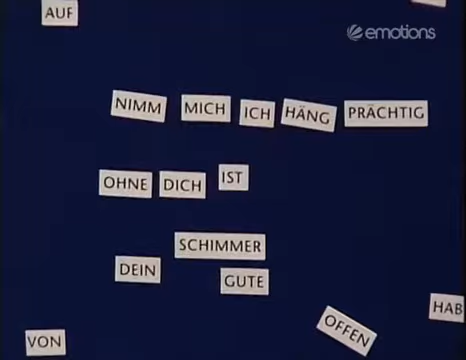 AUF
emotions
NIMM MICH ICH HÄNG PRÄCHTIG
OHNE DICH IST
SCHIMMER
DEIN GUTE
HAB
OFFEN
VON